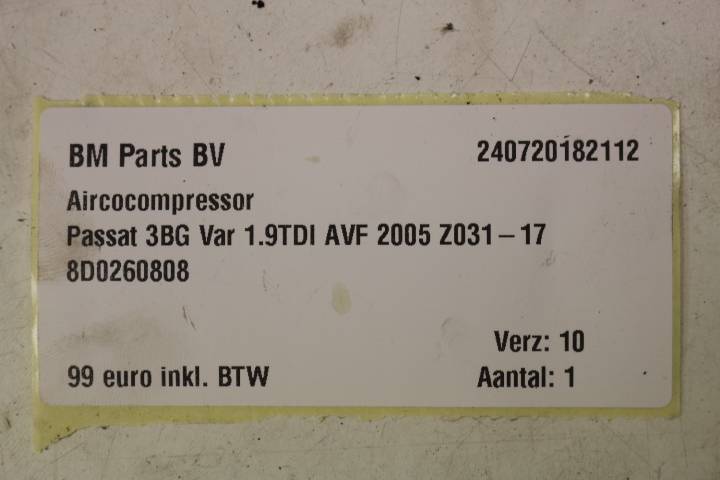 BM Parts BV 240720182112
Aircocompressor
Passat 3BG Var 1.9TDI AVF 2005 Z031-17
8D0260808
Verz: 10
99 euro inkl. BTW Aantal: 1